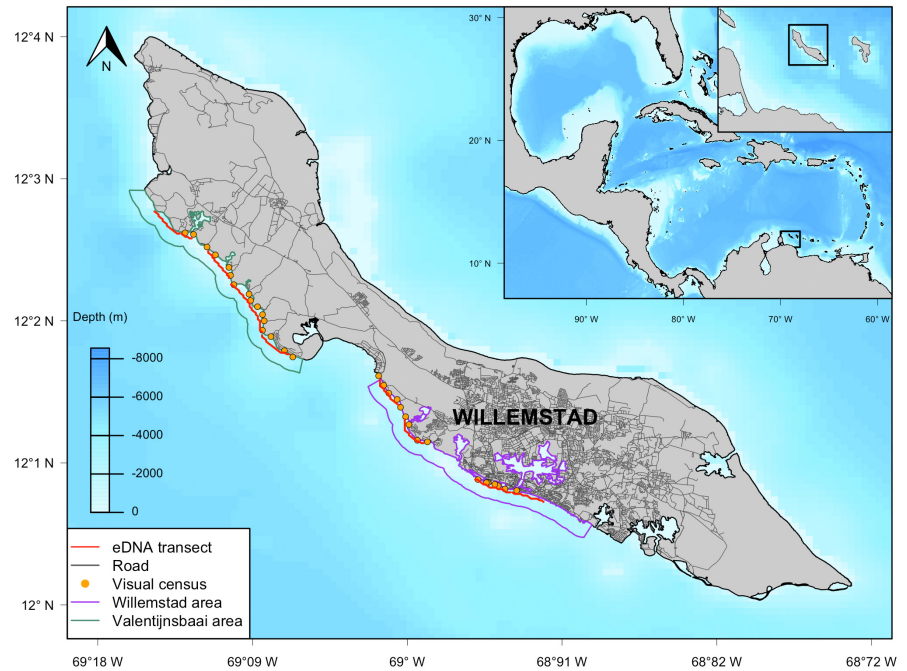 12°4 N
12°3 N
12°2 N
12°1 N
12° N
N
30° N
20° N
10° N
90° W
80° W
70° W
60° W
Depth (m)
-8000
-6000
-4000
-2000
0
WILLEMSTAD
eDNA transect
Road
Visual census
Willemstad area
Valentijnsbaai area
69°18 W
69°09 W
69° W
68°91 W
68°82 W
68°72 W